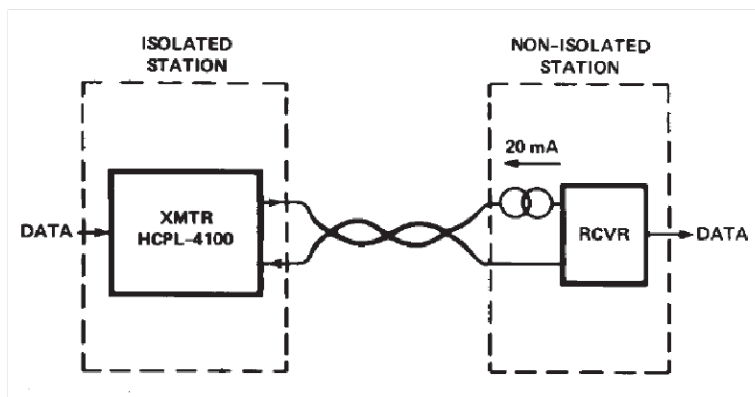 ISOLATED
STATION
NON-ISOLATED
STATION
20 mA
DATA
XMTR
HCPL-4100
RCVR
DATA